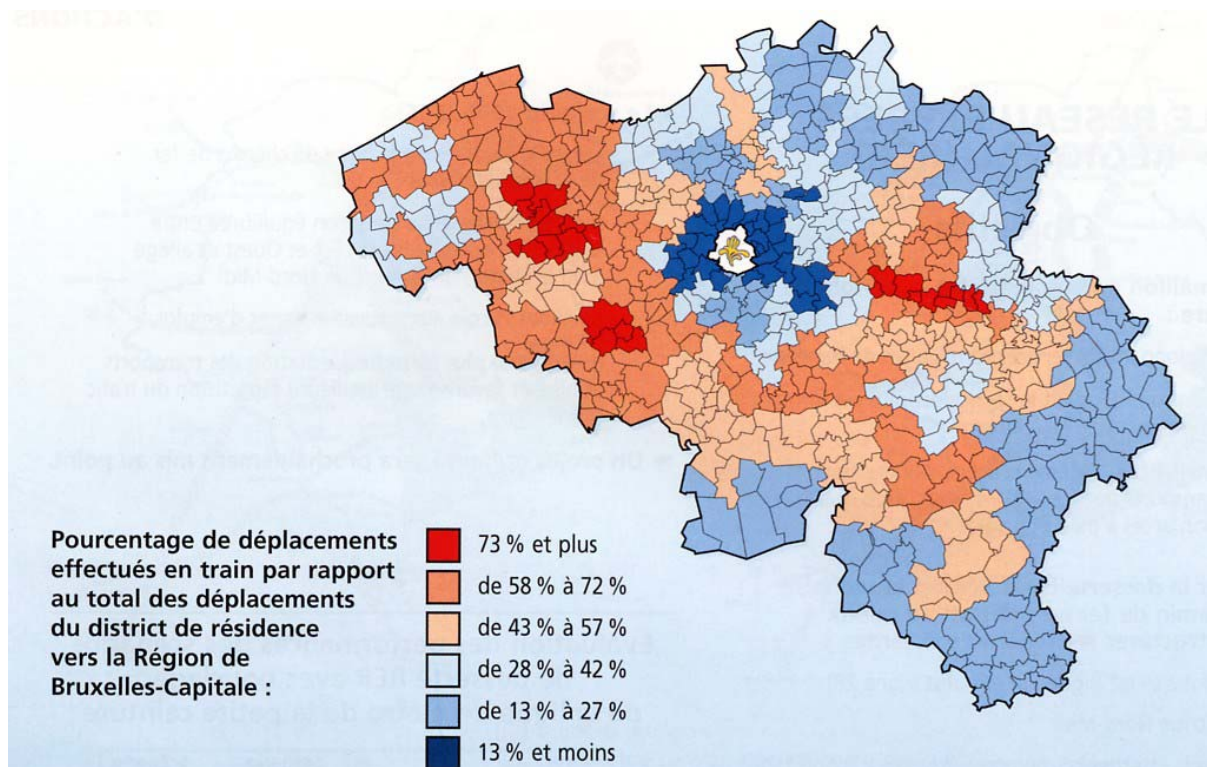 Pourcentage de déplacements
effectués en train par rapport
au total des déplacements
du district de résidence
vers la Région de
Bruxelles-Capitale :
73 % et plus
de 58 % à 72 %
de 43 % à 57 %
de 28 % à 42 %
de 13 % à 27 %
13 % et moins